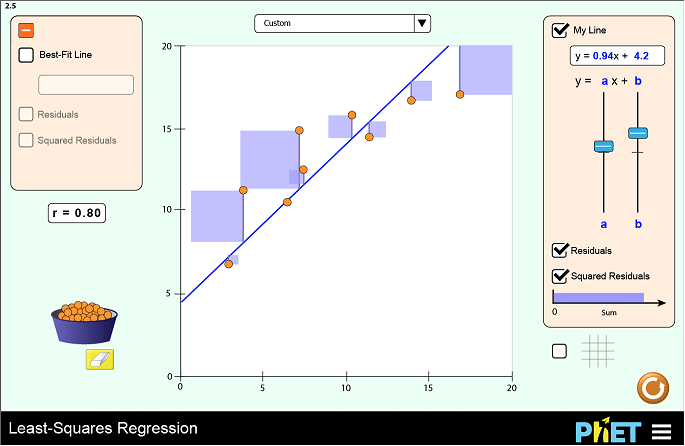 2.5
Custom
Best-Fit Line
Residuals
Squared Residuals
r = 0.80
20
15
10
5
0
0
5
10
15
20
My Line
y = 0.94x + 4.2
y = a x + b
a b
Residuals
Squared Residuals
0 Sum
Least-Squares Regression
PhET